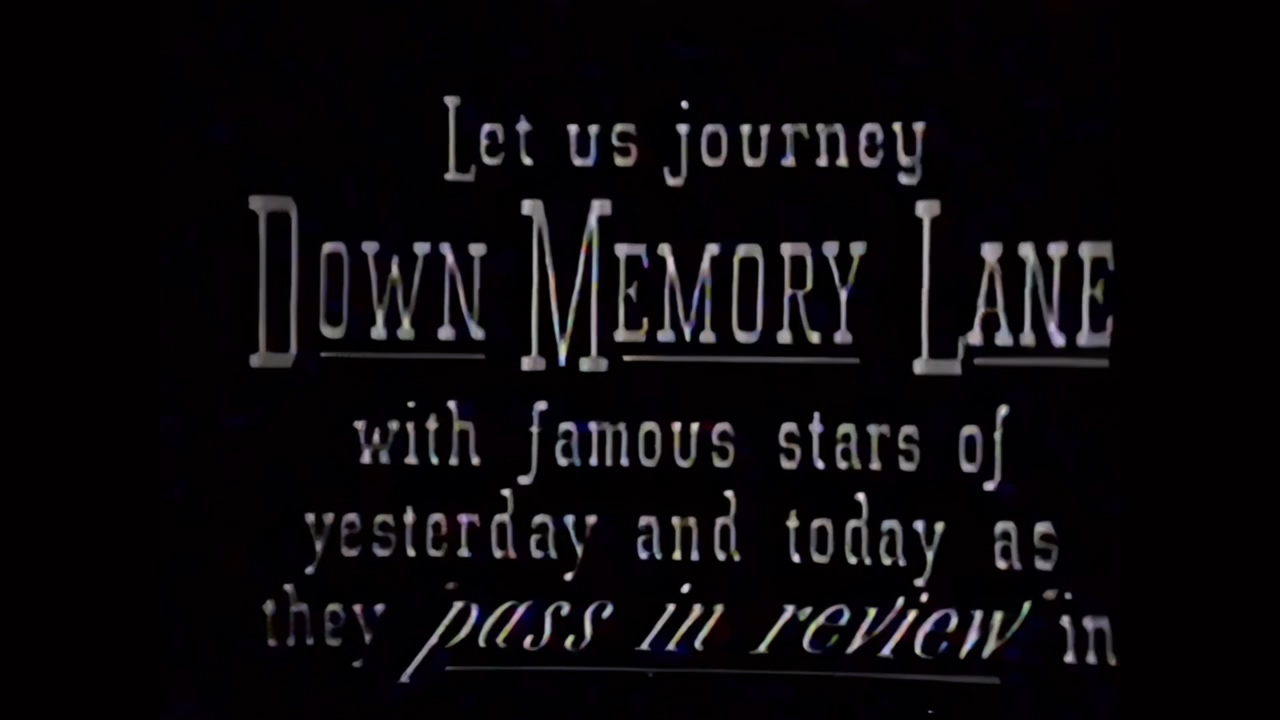 Let us journey
DOWN MEMORY LANE
with famous stars of
yesterday and today as
they pass in review in